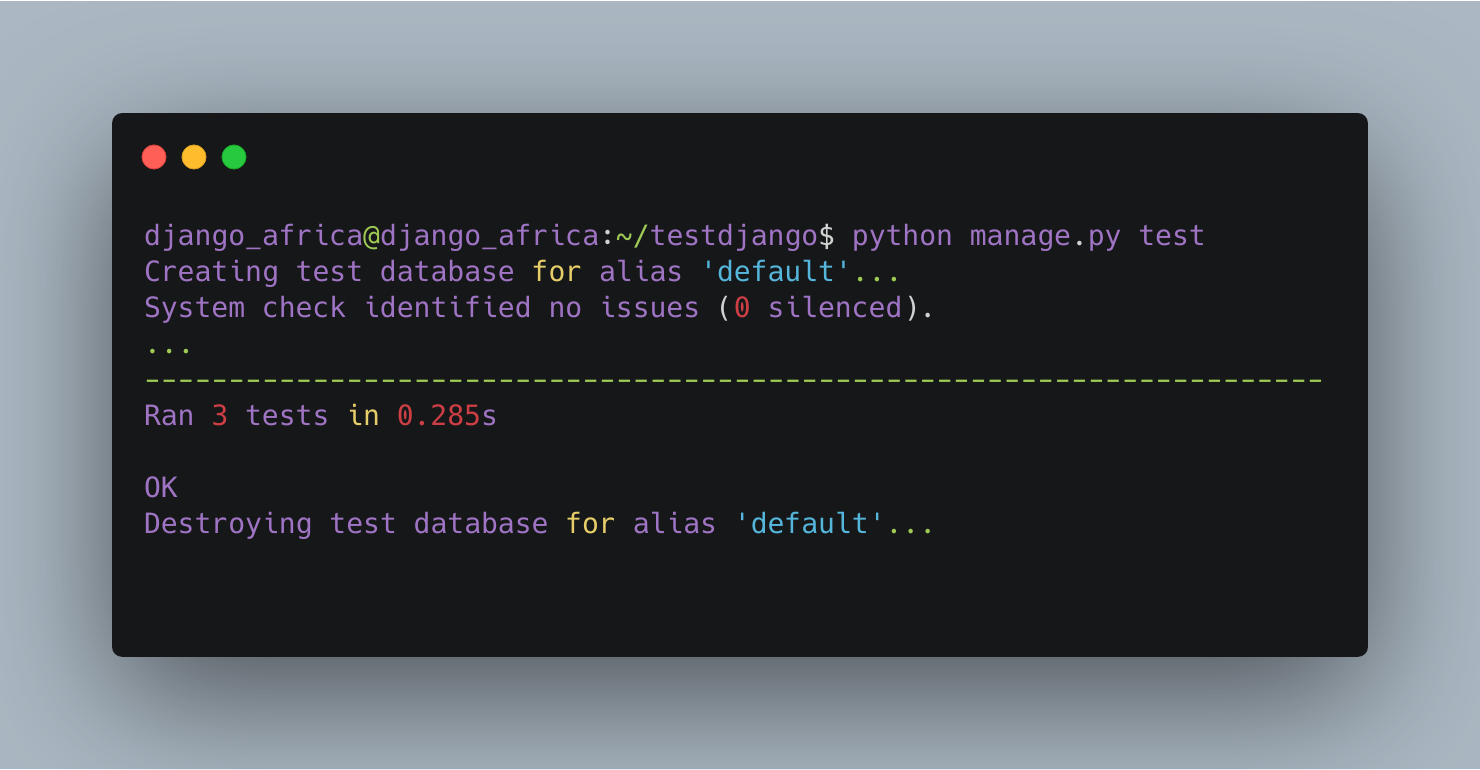 django_africa@django_africa:~/testdjango$ python manage.py test
Creating test database for alias 'default'...
System check identified no issues (0 silenced).
...
----------------------------------------------------------------------
Ran 3 tests in 0.285s
OK
Destroying test database for alias 'default'...